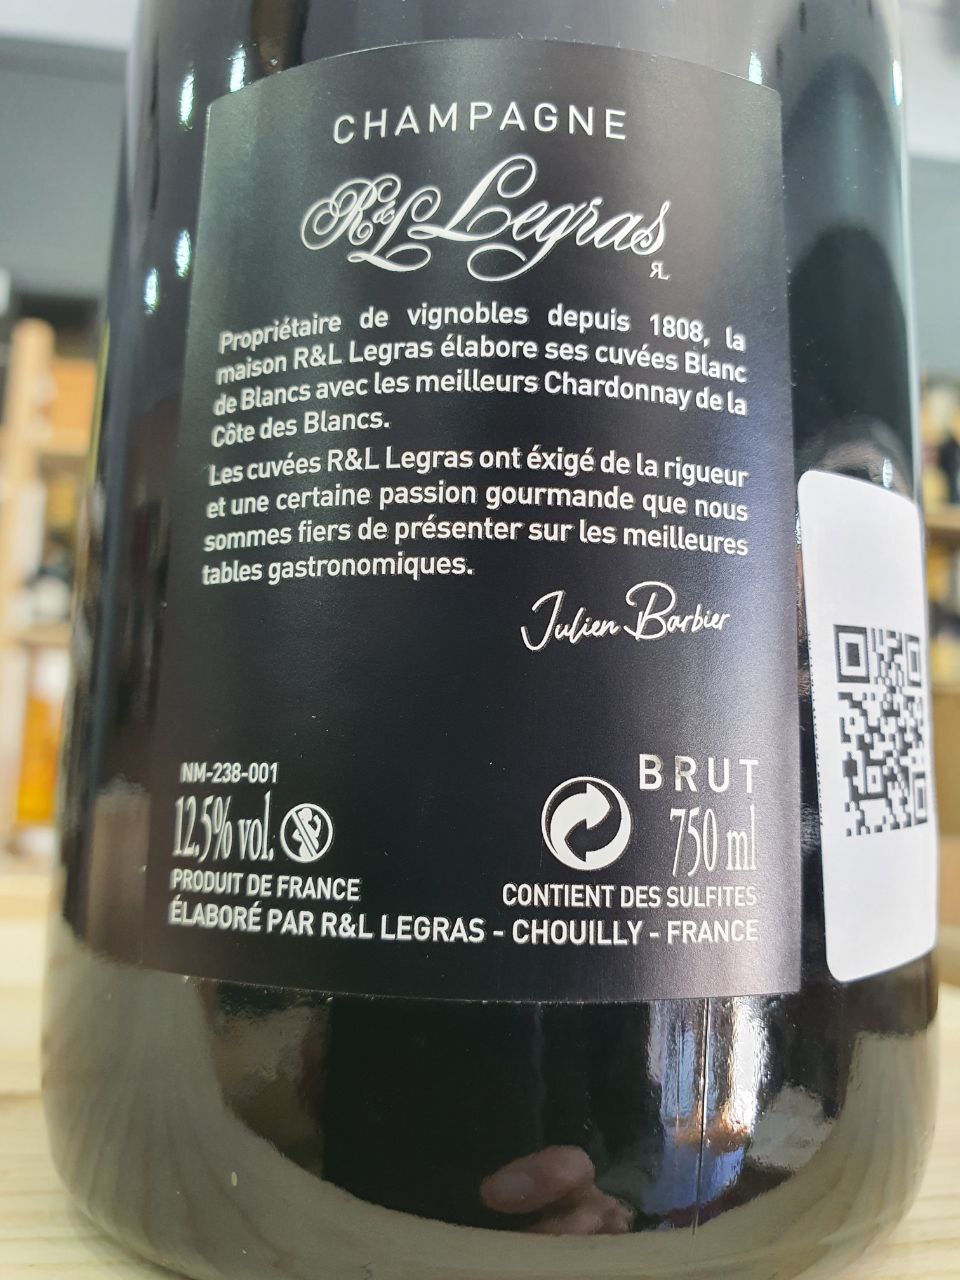 CHAMPAGNE
R&L Legras
RL
Propriétaire de vignobles depuis 1808, la
maison R&L Legras élabore ses cuvées Blanc
de Blancs avec les meilleurs Chardonnay de la
Côte des Blancs.
Les cuvées R&L Legras ont éxigé de la rigueur
et une certaine passion gourmande que nous
sommes fiers de présenter sur les meilleures
tables gastronomiques.
Julien Barbier
NM-238-001
BRUT
12.5% vol.
750 ml
PRODUIT DE FRANCE
CONTIENT DES SULFITES
ÉLABORÉ PAR R&L LEGRAS - CHOUILLY - FRANCE